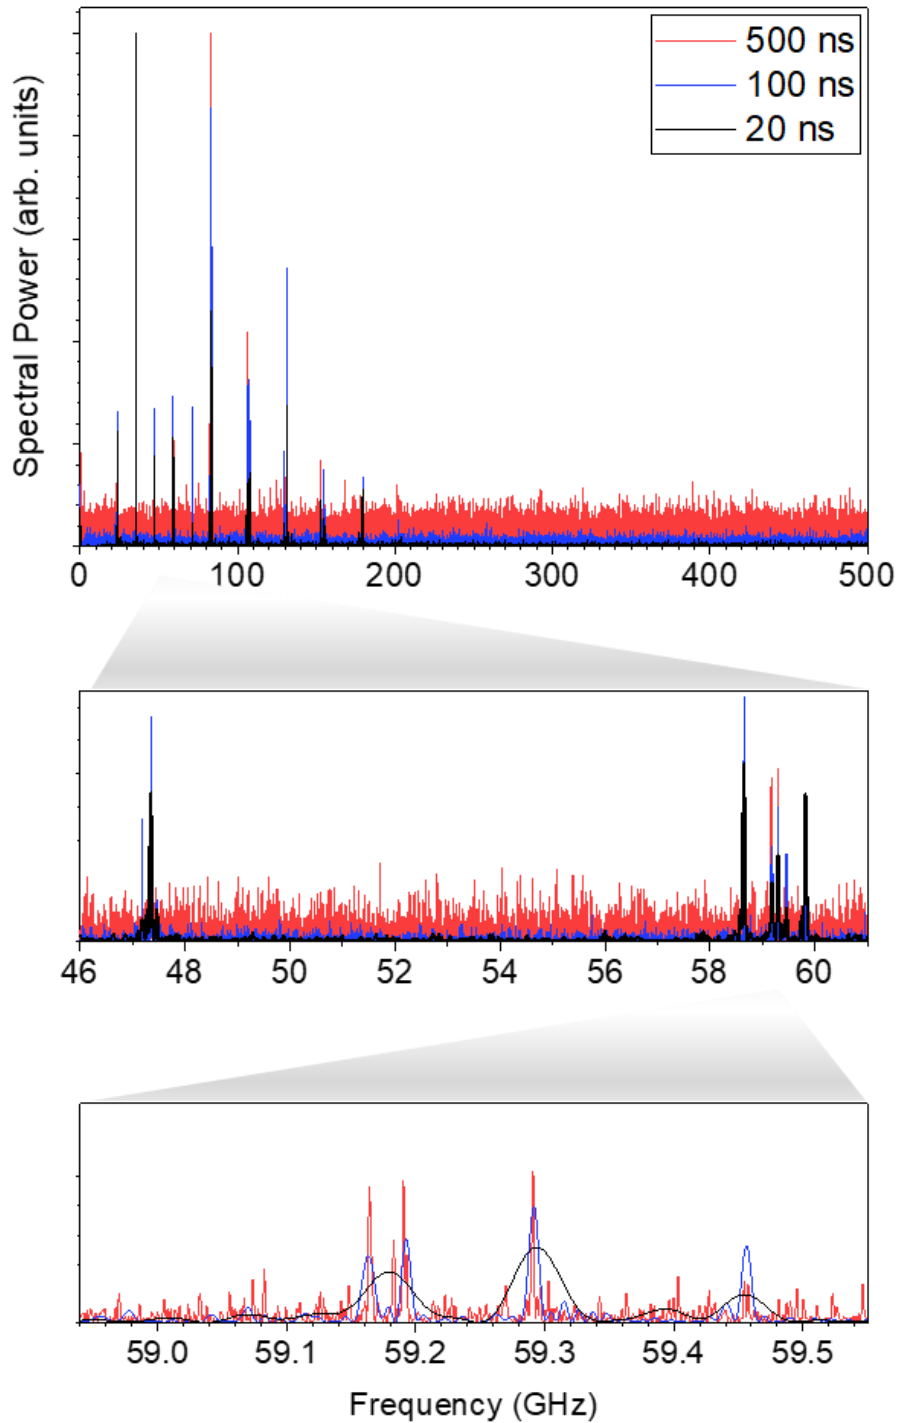 Spectral Power (arb. units)
500 ns
100 ns
20 ns
0 100 200 300 400 500
46 48 50 52 54 56 58 60
59.0 59.1 59.2 59.3 59.4 59.5
Frequency (GHz)